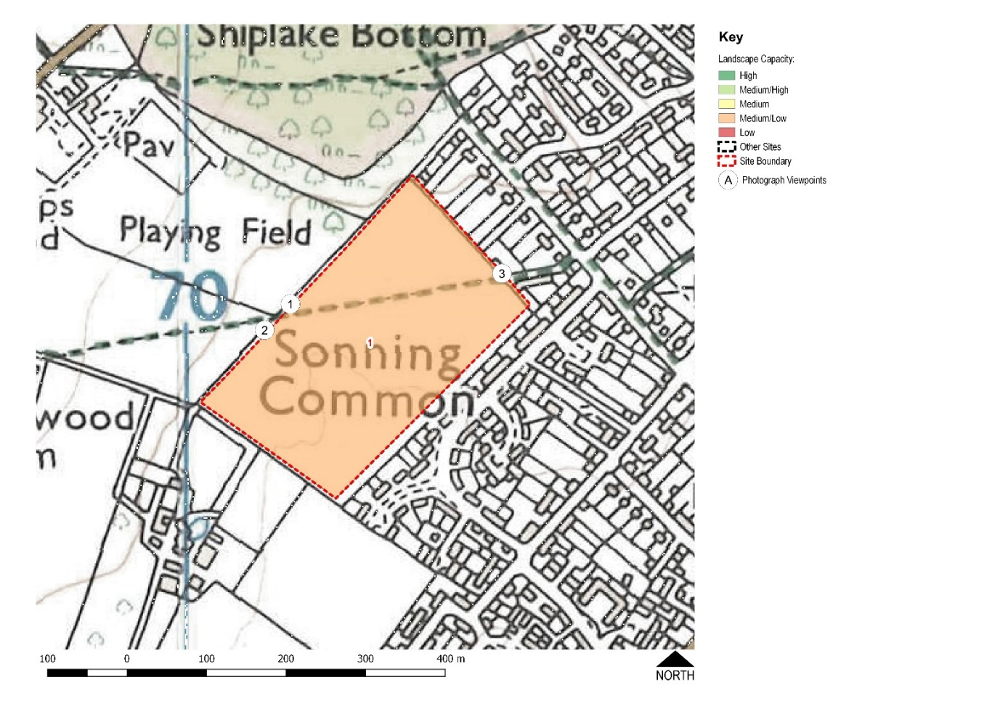 Shiplake Bottom
Pav
ps
d
Playing Field
70
1
2
3
1
Sonning
Common
wood
m
100 0 100 200 300 400 m
NORTH
Key
Landscape Capacity:
High
Medium/High
Medium
Medium/Low
Low
Other Sites
Site Boundary
A Photograph Viewpoints